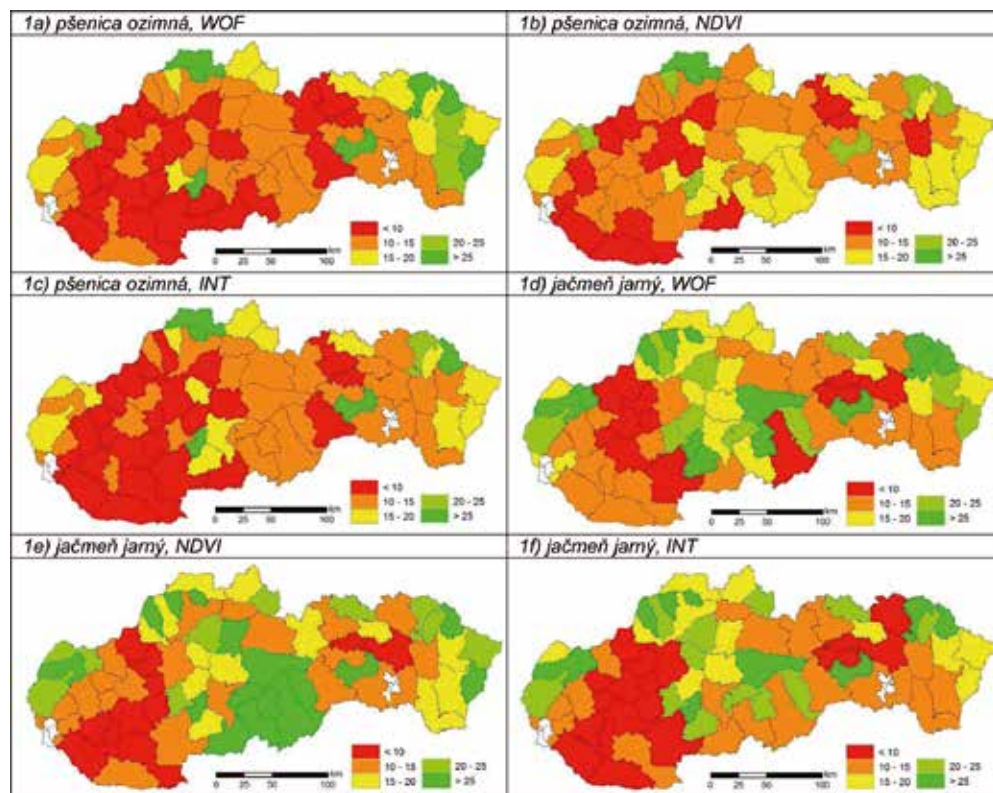 1a) pšenica ozimná, WOF
1b) pšenica ozimná, NDVI
< 10
10 - 15
20 - 25
15 - 20
> 25
0 25 50 100
km
< 10
10 - 15
20 - 25
15 - 20
> 25
0 25 50 100
km
1c) pšenica ozimná, INT
1d) jačmeň jarný, WOF
< 10
10 - 15
20 - 25
15 - 20
> 25
0 25 50 100
km
< 10
10 - 15
20 - 25
15 - 20
> 25
0 25 50 100
km
1e) jačmeň jarný, NDVI
1f) jačmeň jarný, INT
< 10
10 - 15
20 - 25
15 - 20
> 25
0 25 50 100
km
< 10
10 - 15
20 - 25
15 - 20
> 25
0 25 50 100
km